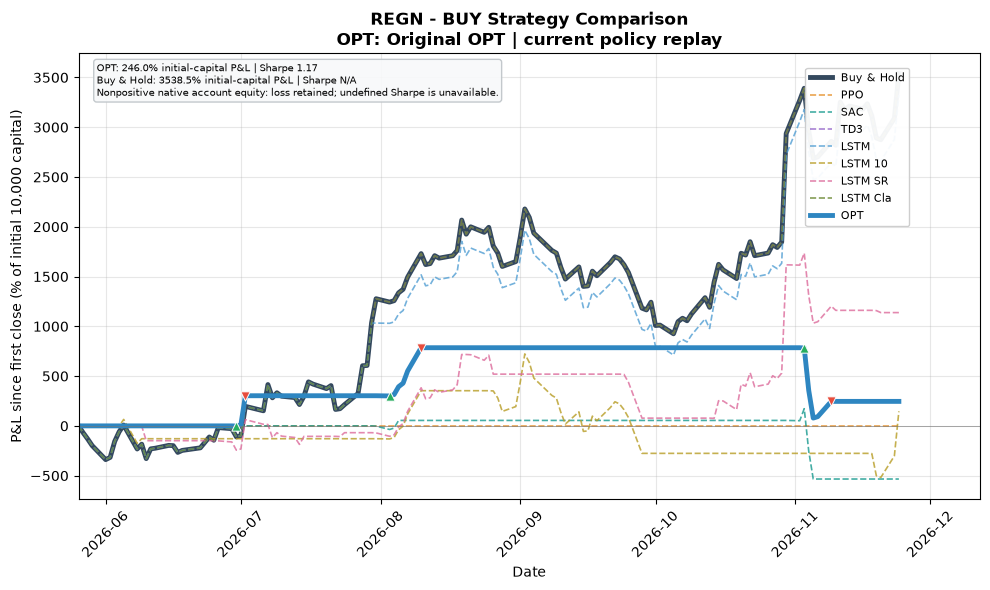 REGN - BUY Strategy Comparison
OPT: Original OPT | current policy replay
OPT: 246.0% initial-capital P&L | Sharpe 1.17
Buy & Hold: 3538.5% initial-capital P&L | Sharpe N/A
Nonpositive native account equity: loss retained; undefined Sharpe is unavailable.
Buy & Hold
PPO
SAC
TD3
LSTM
LSTM 10
LSTM SR
LSTM Cla
OPT
P&L since first close (% of initial 10,000 capital)
3500
3000
2500
2000
1500
1000
500
0
−500
2026-06
2026-07
2026-08
2026-09
2026-10
2026-11
2026-12
Date